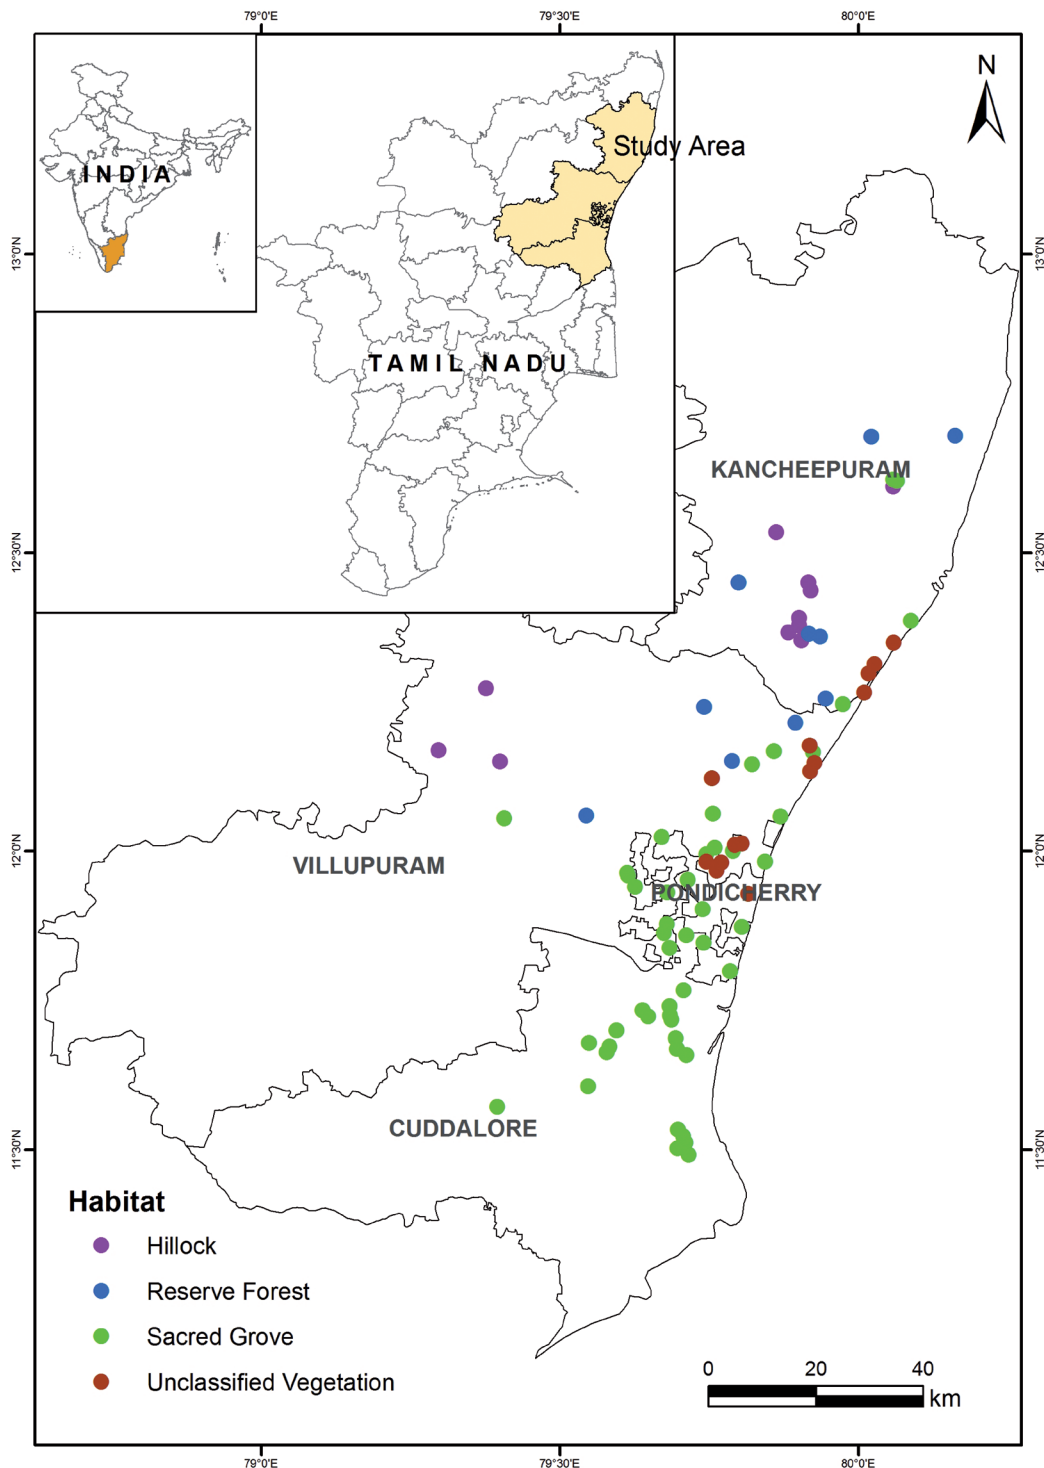 79°0'E
79°30'E
80°0'E
N
Study Area
INDIA
13°0'N
13°0'N
TAMIL NADU
KANCHEEPURAM
12°30'N
12°30'N
12°0'N
12°0'N
VILLUPURAM
PONDICHERRY
CUDDALORE
11°30'N
11°30'N
Habitat
Hillock
Reserve Forest
Sacred Grove
Unclassified Vegetation
0 20 40
km
79°0'E
79°30'E
80°0'E